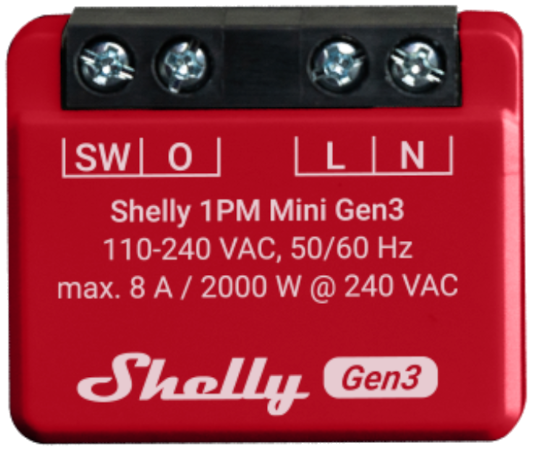 SW O L N
Shelly 1PM Mini Gen3
110-240 VAC, 50/60 Hz
max. 8 A / 2000 W @ 240 VAC
Shelly Gen3